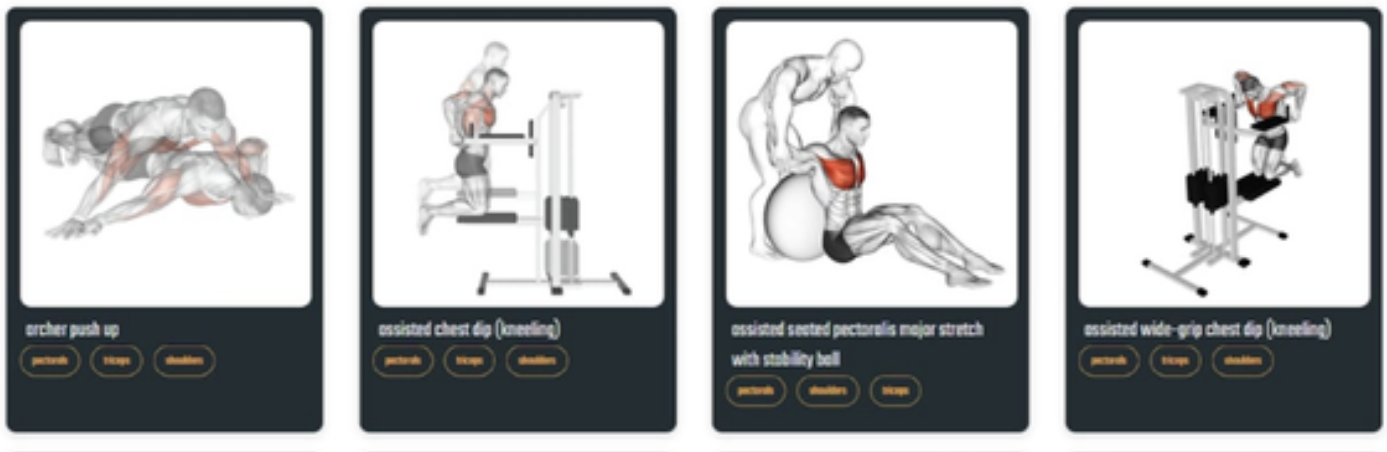 archer push up
pectorals triceps shoulders
assisted chest dip (kneeling)
pectorals triceps shoulders
assisted seated pectoralis major stretch
with stability ball
pectorals shoulders triceps
assisted wide-grip chest dip (kneeling)
pectorals triceps shoulders